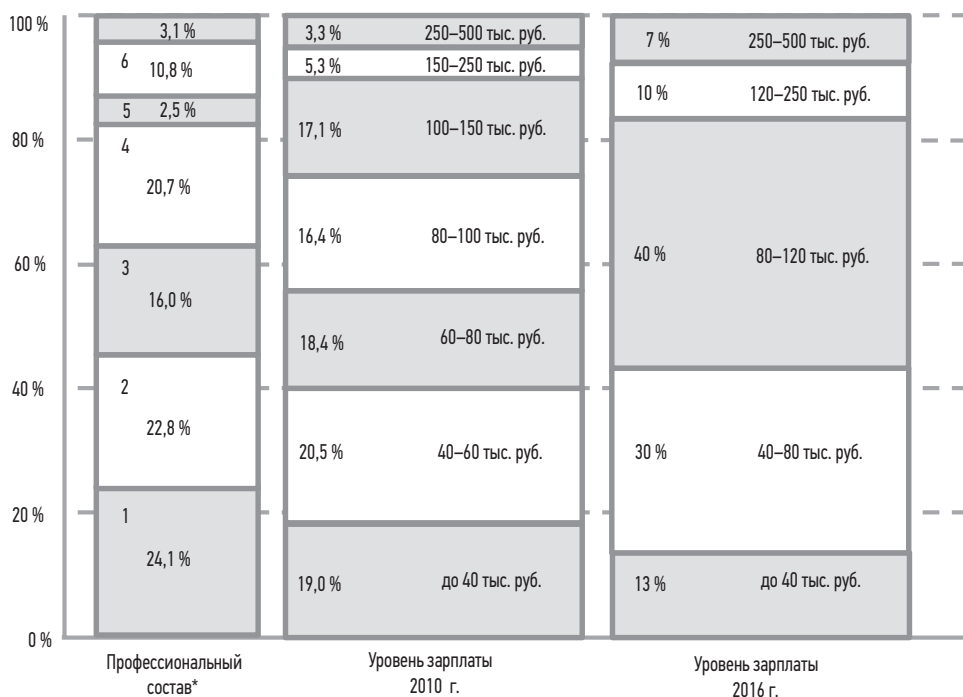 100 %
80 %
60 %
40 %
20 %
0 %
3,1 %
6
10,8 %
5 2,5 %
4
20,7 %
3
16,0 %
2
22,8 %
1
24,1 %
Профессиональный
состав*
3,3 % 250–500 тыс. руб.
5,3 % 150–250 тыс. руб.
17,1 % 100–150 тыс. руб.
16,4 % 80–100 тыс. руб.
18,4 % 60–80 тыс. руб.
20,5 % 40–60 тыс. руб.
19,0 % до 40 тыс. руб.
Уровень зарплаты
2010 г.
7 % 250–500 тыс. руб.
10 % 120–250 тыс. руб.
40 % 80–120 тыс. руб.
30 % 40–80 тыс. руб.
13 % до 40 тыс. руб.
Уровень зарплаты
2016 г.